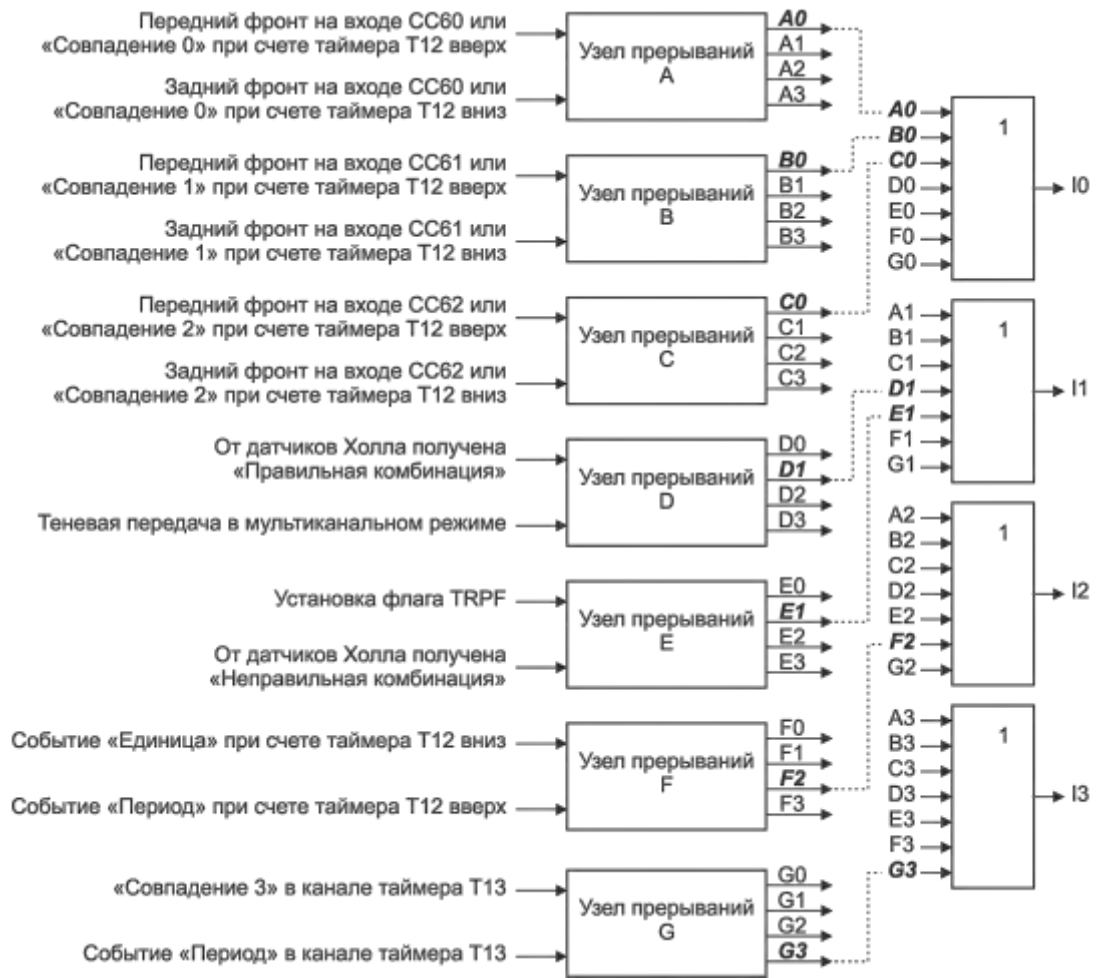 Передний фронт на входе CC60 или
«Совпадение 0» при счете таймера T12 вверх
Задний фронт на входе CC60 или
«Совпадение 0» при счете таймера T12 вниз
Узел прерываний
A
A0
A1
A2
A3
Передний фронт на входе CC61 или
«Совпадение 1» при счете таймера T12 вверх
Задний фронт на входе CC61 или
«Совпадение 1» при счете таймера T12 вниз
Узел прерываний
B
B0
B1
B2
B3
Передний фронт на входе CC62 или
«Совпадение 2» при счете таймера T12 вверх
Задний фронт на входе CC62 или
«Совпадение 2» при счете таймера T12 вниз
Узел прерываний
C
C0
C1
C2
C3
От датчиков Холла получена
«Правильная комбинация»
Теневая передача в мультиканальном режиме
Узел прерываний
D
D0
D1
D2
D3
Установка флага TRPF
От датчиков Холла получена
«Неправильная комбинация»
Узел прерываний
E
E0
E1
E2
E3
Событие «Единица» при счете таймера T12 вниз
Событие «Период» при счете таймера T12 вверх
Узел прерываний
F
F0
F1
F2
F3
«Совпадение 3» в канале таймера T13
Событие «Период» в канале таймера T13
Узел прерываний
G
G0
G1
G2
G3
A0
B0
C0
D0
E0
F0
G0
1
I0
A1
B1
C1
D1
E1
F1
G1
1
I1
A2
B2
C2
D2
E2
F2
G2
1
I2
A3
B3
C3
D3
E3
F3
G3
1
I3